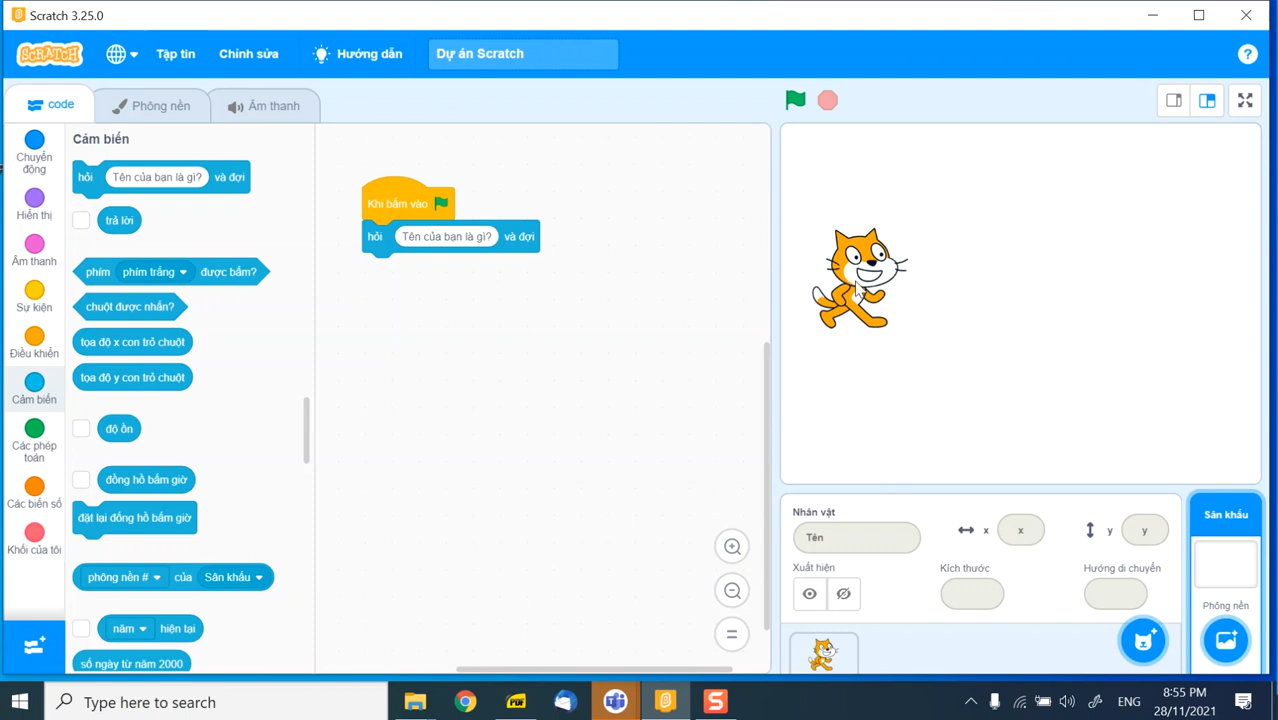 Scratch 3.25.0
SCRATCH
Tập tin
Chỉnh sửa
Hướng dẫn
Dự án Scratch
?
code
Phông nền
Âm thanh
Chuyển động
Hiển thị
Âm thanh
Sự kiện
Điều khiển
Cảm biến
Các phép toán
Các biến số
Khối của tôi
Cảm biến
hỏi Tên của bạn là gì? và đợi
trả lời
phím phím trắng được bấm?
chuột được nhấn?
tọa độ x con trỏ chuột
tọa độ y con trỏ chuột
độ ồn
đồng hồ bấm giờ
đặt lại đồng hồ bấm giờ
phông nền # của Sân khấu
năm hiện tại
số ngày từ năm 2000
Khi bấm vào
hỏi Tên của bạn là gì? và đợi
Nhân vật
Tên
x x
y y
Xuất hiện
Kích thước
Hướng di chuyển
Sân khấu
Phông nền
Type here to search
PDF
S
ENG
8:55 PM
28/11/2021